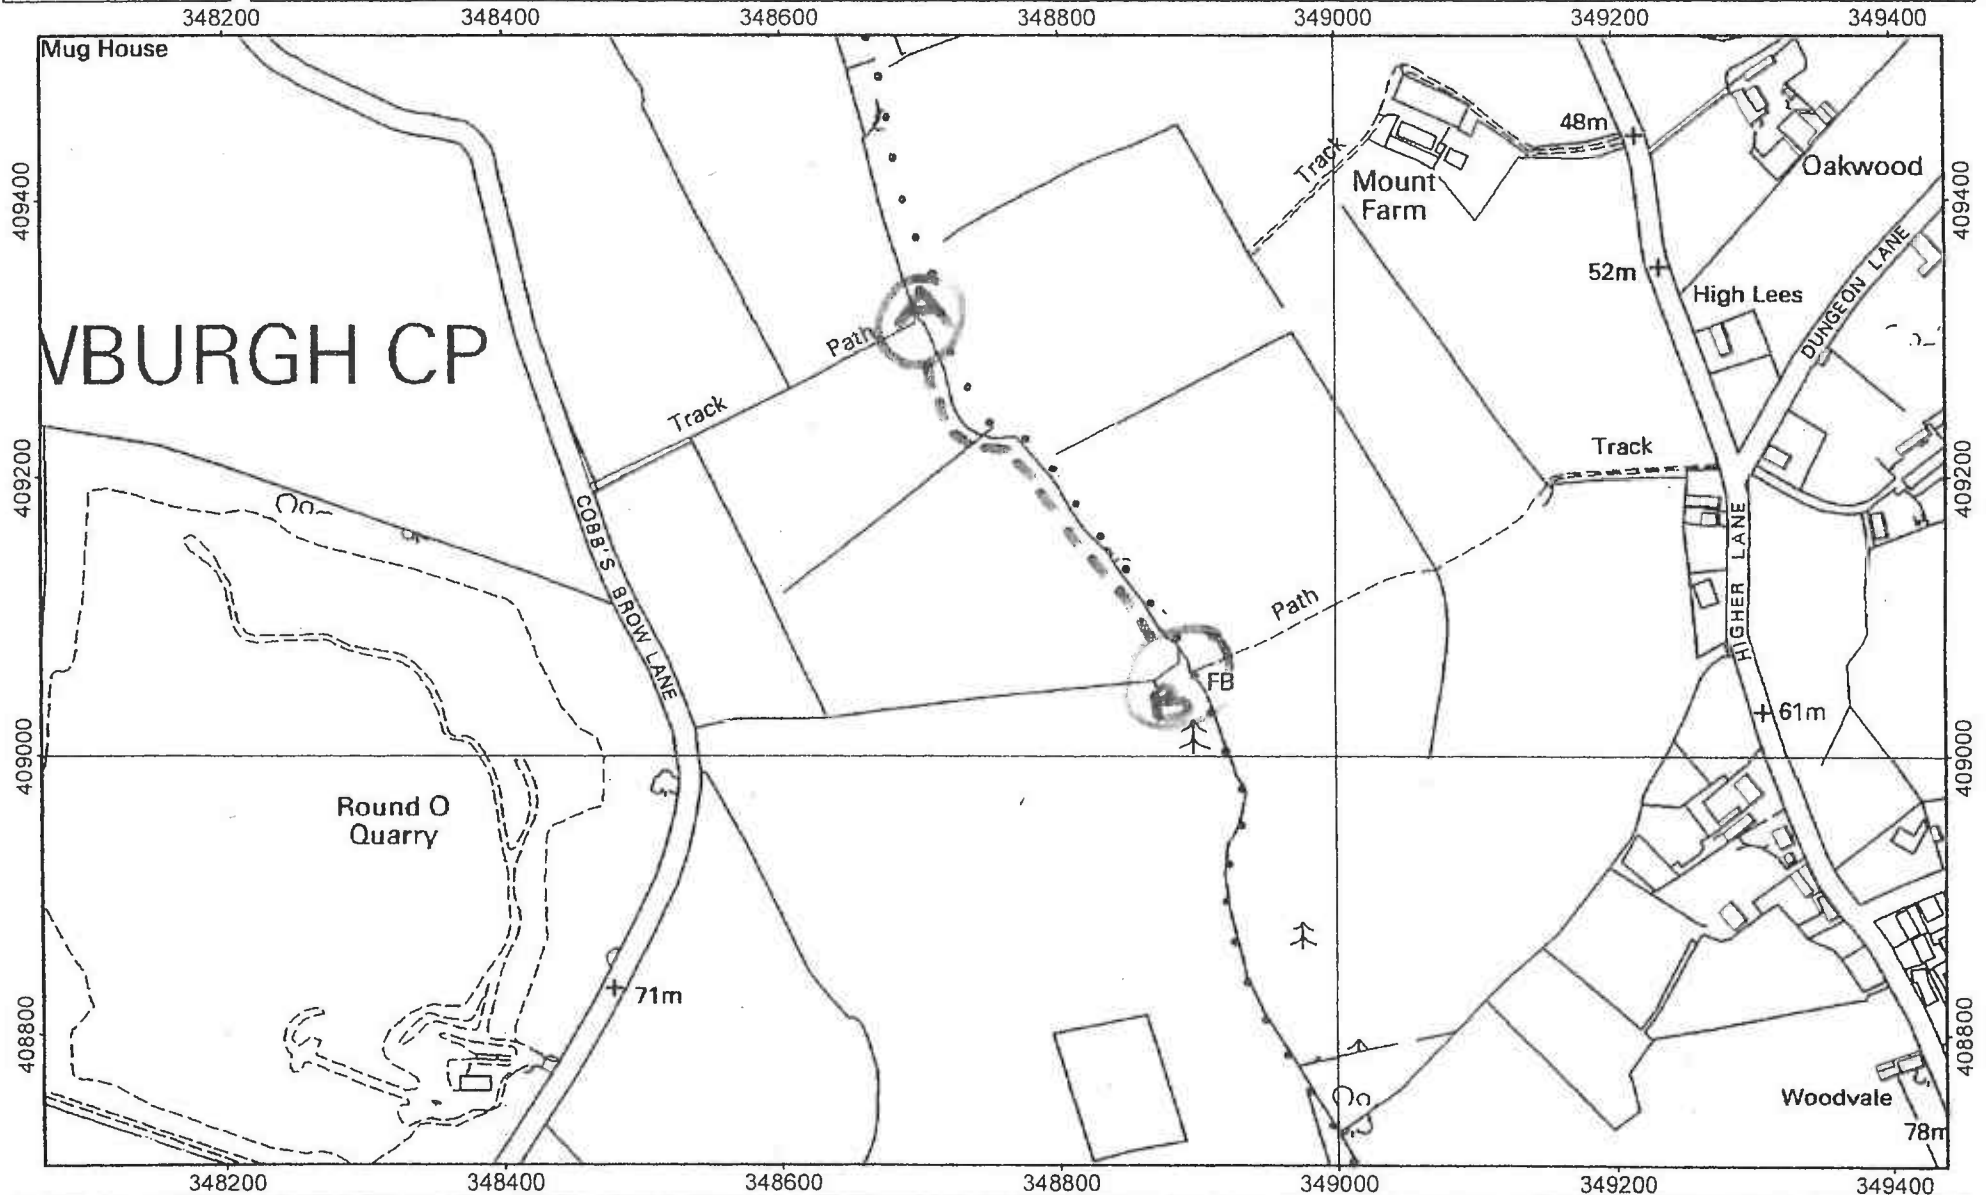 348200 348400 348600 348800 349000 349200 349400
Mug House
48m
Track
Oakwood
Mount
Farm
409400
409400
52m
High Lees
DUNGEON LANE
A
Path
VBURGH CP
Track
Track
409200
409200
COBB'S BROW LANE
HIGHER LANE
Path
FB
B
61m
409000
409000
Round O
Quarry
71m
408800
408800
Woodvale
78m
348200 348400 348600 348800 349000 349200 349400